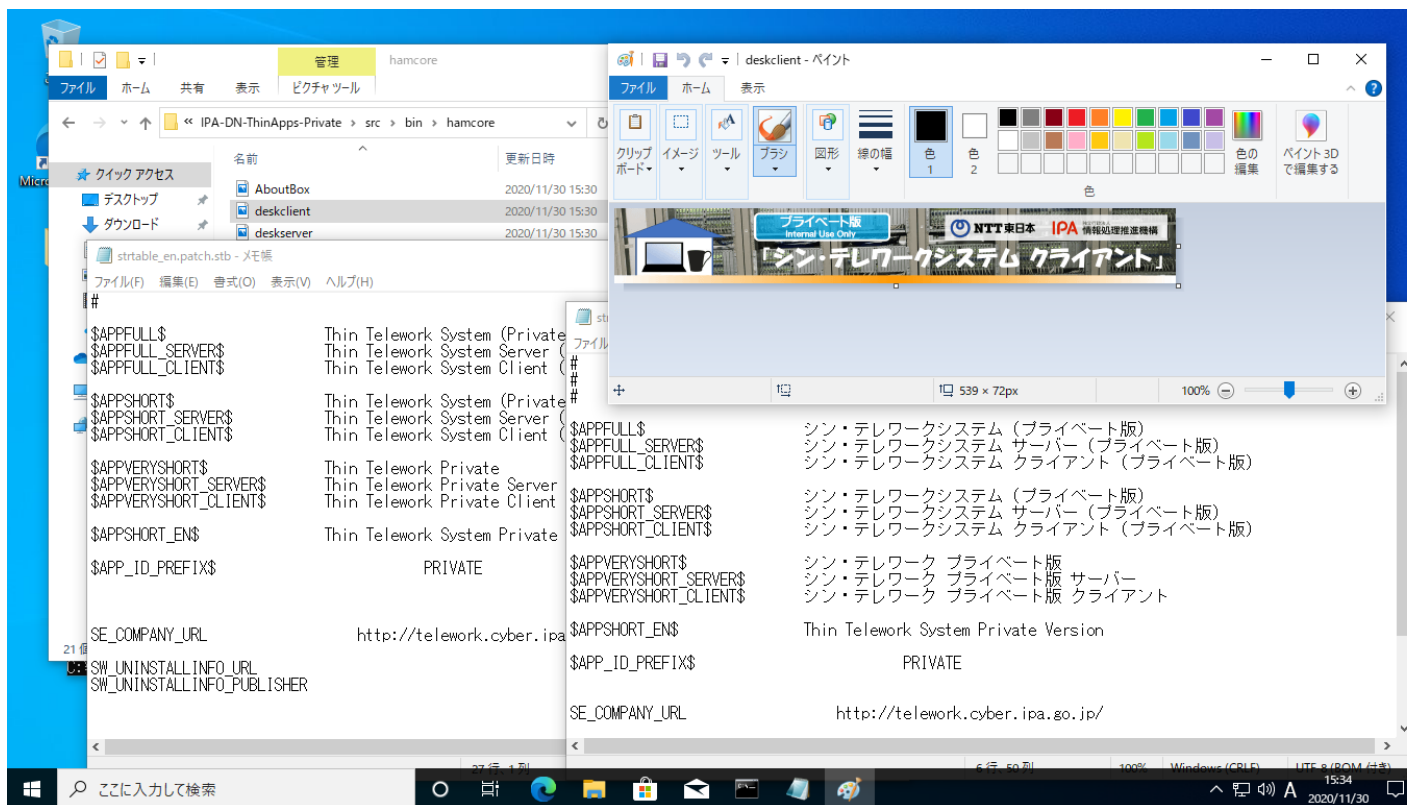 管理
hamcore
ファイル
ホーム
共有
表示
ピクチャ ツール
« IPA-DN-ThinApps-Private › src › bin › hamcore
名前
更新日時
クイック アクセス
デスクトップ
ダウンロード
AboutBox
2020/11/30 15:30
deskclient
2020/11/30 15:30
deskserver
2020/11/30 15:30
deskclient - ペイント
ファイル
ホーム
表示
クリップボード
イメージ
ツール
ブラシ
図形
線の幅
色
1
色
2
色の
編集
ペイント 3D
で編集する
色
プライベート版
Internal Use Only
NTT東日本
IPA
情報処理推進機構
「シン・テレワークシステム クライアント」
539 × 72px
100%
strtable_en.patch.stb - メモ帳
ファイル(F) 編集(E) 書式(O) 表示(V) ヘルプ(H)
#
$APPFULL$ Thin Telework System (Private
$APPFULL_SERVER$ Thin Telework System Server (
$APPFULL_CLIENT$ Thin Telework System Client (
$APPSHORT$ Thin Telework System (Private
$APPSHORT_SERVER$ Thin Telework System Server (
$APPSHORT_CLIENT$ Thin Telework System Client (
$APPVERYSHORT$ Thin Telework Private
$APPVERYSHORT_SERVER$ Thin Telework Private Server
$APPVERYSHORT_CLIENT$ Thin Telework Private Client
$APPSHORT_EN$ Thin Telework System Private
$APP_ID_PREFIX$ PRIVATE
SE_COMPANY_URL http://telework.cyber.ipa
SW_UNINSTALLINFO_URL
SW_UNINSTALLINFO_PUBLISHER
27 行、1 列
#
#
#
$APPFULL$ シン・テレワークシステム (プライベート版)
$APPFULL_SERVER$ シン・テレワークシステム サーバー (プライベート版)
$APPFULL_CLIENT$ シン・テレワークシステム クライアント (プライベート版)
$APPSHORT$ シン・テレワークシステム (プライベート版)
$APPSHORT_SERVER$ シン・テレワークシステム サーバー (プライベート版)
$APPSHORT_CLIENT$ シン・テレワークシステム クライアント (プライベート版)
$APPVERYSHORT$ シン・テレワーク プライベート版
$APPVERYSHORT_SERVER$ シン・テレワーク プライベート版 サーバー
$APPVERYSHORT_CLIENT$ シン・テレワーク プライベート版 クライアント
$APPSHORT_EN$ Thin Telework System Private Version
$APP_ID_PREFIX$ PRIVATE
SE_COMPANY_URL http://telework.cyber.ipa.go.jp/
6 行、50 列
100%
Windows (CRLF)
UTF-8 (BOM 付き)
ここに入力して検索
A
15:34
2020/11/30